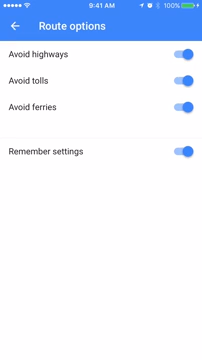 9:41 AM
100%
Route options
Avoid highways
Avoid tolls
Avoid ferries
Remember settings